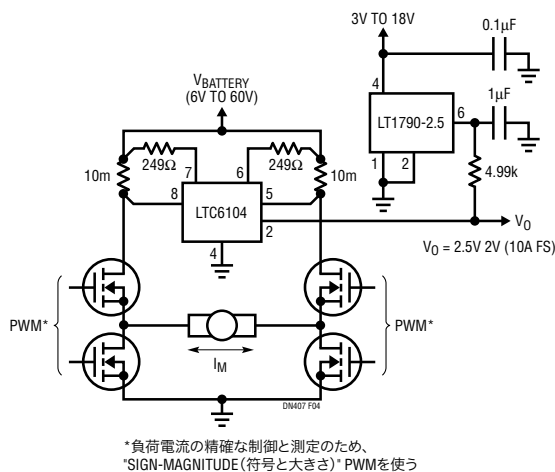 3V TO 18V
0.1µF
VBATTERY
(6V TO 60V)
4
1µF
LT1790-2.5
6
249Ω
249Ω
10m
7
6
10m
1
2
4.99k
8
5
LTC6104
2
VO
4
VO = 2.5V 2V (10A FS)
PWM*
PWM*
IM
DN407 F04
*負荷電流の精確な制御と測定のため、
"SIGN-MAGNITUDE(符号と大きさ)" PWMを使う